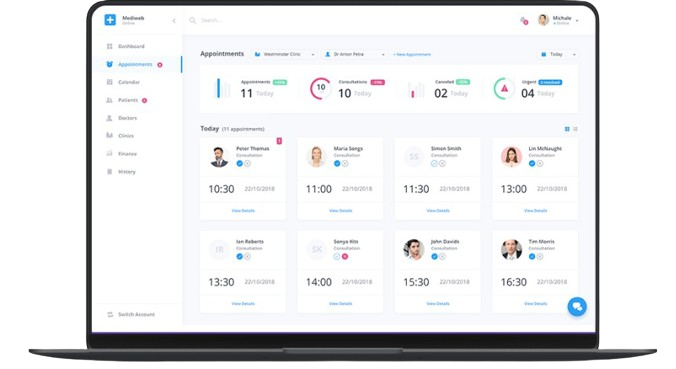 Mediweb
Online
Search...
Michale
Online
Dashboard
Appointments
Calendar
Patients
Doctors
Clinics
Finance
History
Switch Account
Appointments
Westminster Clinic
Dr Anton Petra
+ New Appointment
Today
Appointments
11 Today
10
Consultations
10 Today
Canceled
02 Today
Urgent
04 Today
Today (11 appointments)
Peter Thomas
Consultation
10:30 22/10/2018
View Details
Maria Songs
Consultation
11:00 22/10/2018
View Details
SS
Simon Smith
Consultation
11:30 22/10/2018
View Details
Lin McNaught
Consultation
13:00 22/10/2018
View Details
IR
Ian Roberts
Consultation
13:30 22/10/2018
View Details
SK
Sonya Kits
Consultation
14:00 22/10/2018
View Details
John Davids
Consultation
15:30 22/10/2018
View Details
Tim Morris
Consultation
16:30 22/10/2018
View Details